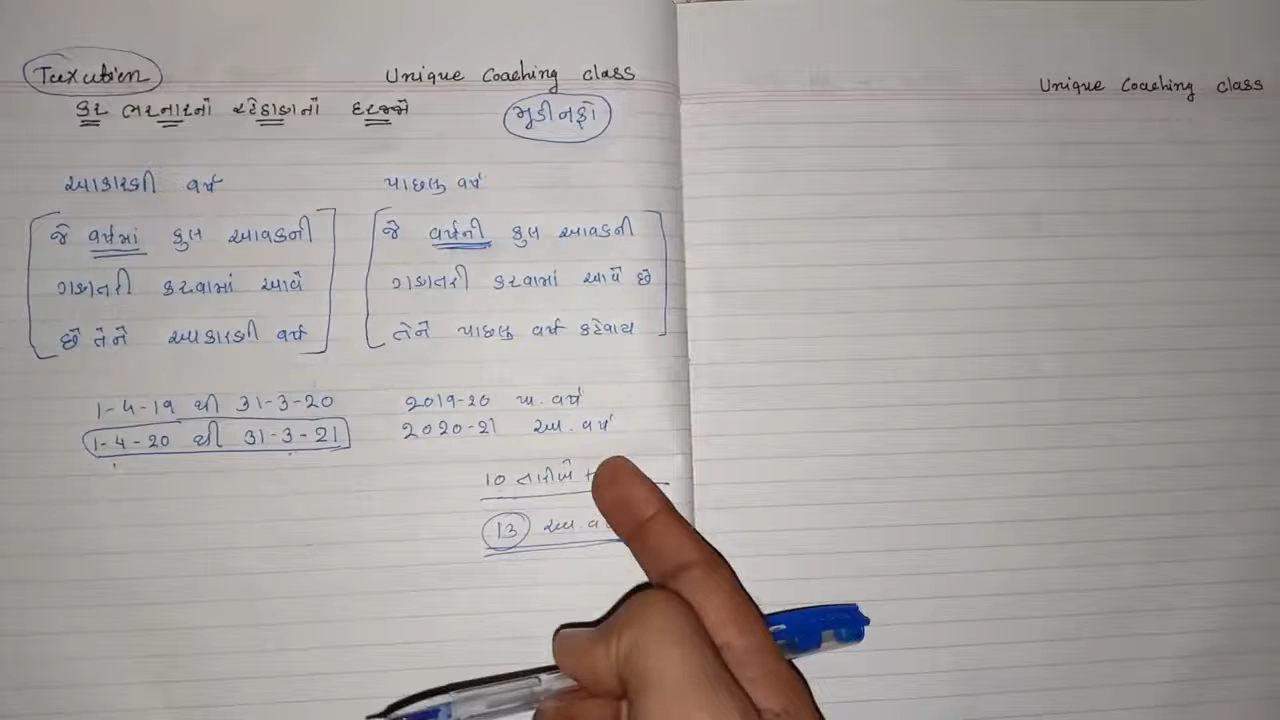 Taxation
Unique Coaching class
કર ભરનારનો રહેઠાણનો દરજ્જો
મૂડી નફો
આકારણી વર્ષ
જે વર્ષમાં કુલ આવકની
ગણતરી કરવામાં આવે
છે તેને આકારણી વર્ષ
પાછલુ વર્ષ
જે વર્ષની કુલ આવકની
ગણતરી કરવામાં આવે છે
તેને પાછલુ વર્ષ કહેવાય
1-4-19 થી 31-3-20
1-4-20 થી 31-3-21
2019-20 પા. વર્ષ
2020-21 આ. વર્ષ
10 તારીખે
13 આ. વ
Unique Coaching class